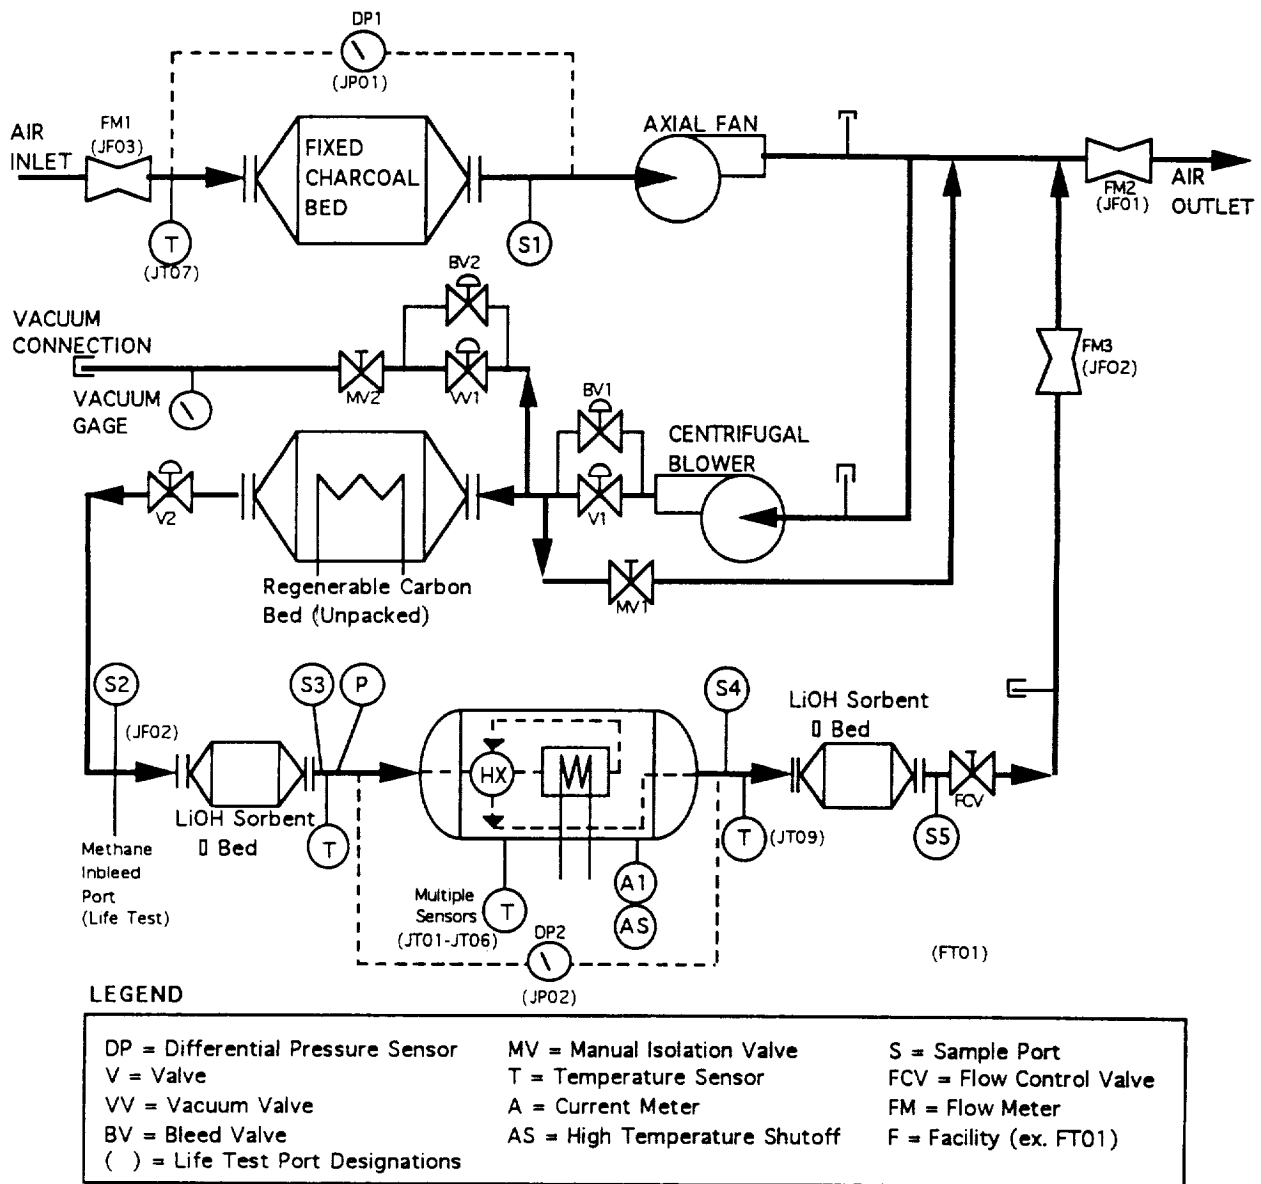 DP1
(JP01)
AIR
INLET
FM1
(JF03)
FIXED
CHARCOAL
BED
AXIAL FAN
T
(JT07)
S1
FM2
(JF01)
AIR
OUTLET
BV2
VACUUM
CONNECTION
MV2
VV1
VACUUM
GAGE
BV1
CENTRIFUGAL
BLOWER
FM3
(JF02)
V2
V1
Regenerable Carbon
Bed (Unpacked)
MV1
S2
(JF02)
S3
P
S4
LiOH Sorbent
▯ Bed
HX
LiOH Sorbent
▯ Bed
T
T
(JT09)
FCV
S5
Methane
Inbleed
Port
(Life Test)
Multiple
Sensors
(JT01-JT06)
T
A1
AS
DP2
(JP02)
(FT01)
LEGEND
DP = Differential Pressure Sensor
V = Valve
VV = Vacuum Valve
BV = Bleed Valve
( ) = Life Test Port Designations
MV = Manual Isolation Valve
T = Temperature Sensor
A = Current Meter
AS = High Temperature Shutoff
S = Sample Port
FCV = Flow Control Valve
FM = Flow Meter
F = Facility (ex. FT01)